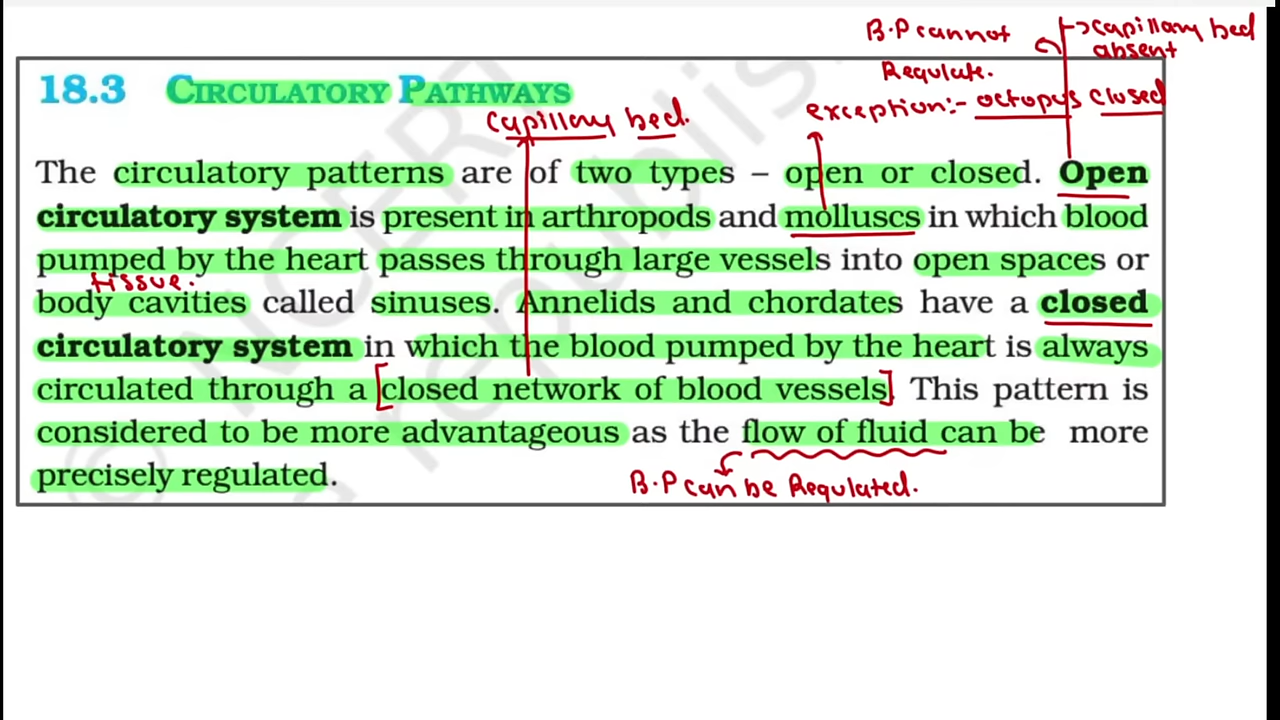 B.P cannot
Regulate.
→ capillary bed
absent
exception:- octopus closed
18.3 CIRCULATORY PATHWAYS
capillary bed.
The circulatory patterns are of two types – open or closed. Open
circulatory system is present in arthropods and molluscs in which blood
pumped by the heart passes through large vessels into open spaces or
tissue.
body cavities called sinuses. Annelids and chordates have a closed
circulatory system in which the blood pumped by the heart is always
circulated through a [closed network of blood vessels]. This pattern is
considered to be more advantageous as the flow of fluid can be more
precisely regulated.
B.P can be Regulated.
© NCERT
republis